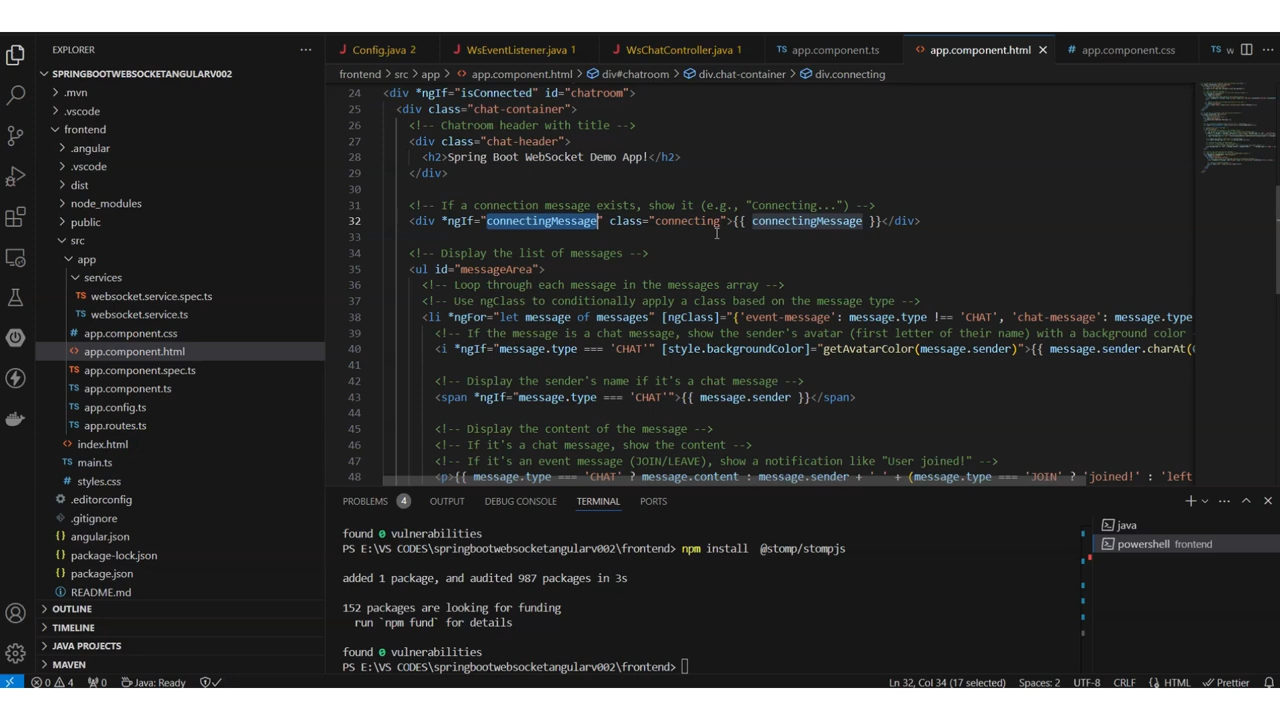 EXPLORER
SPRINGBOOTWEBSOCKETANGULARV002
.mvn
.vscode
frontend
.angular
.vscode
dist
node_modules
public
src
app
services
websocket.service.spec.ts
websocket.service.ts
app.component.css
app.component.html
app.component.spec.ts
app.component.ts
app.config.ts
app.routes.ts
index.html
main.ts
styles.css
.editorconfig
.gitignore
angular.json
package-lock.json
package.json
README.md
OUTLINE
TIMELINE
JAVA PROJECTS
MAVEN
Config.java 2 WsEventListener.java 1 WsChatController.java 1 TS app.component.ts app.component.html TS app.component.css TS w
frontend > src > app > app.component.html > div#chatroom > div.chat-container > div.connecting
24 <div *ngIf="isConnected" id="chatroom">
25 <div class="chat-container">
26 <!-- Chatroom header with title -->
27 <div class="chat-header">
28 <h2>Spring Boot WebSocket Demo App!</h2>
29 </div>
30
31 <!-- If a connection message exists, show it (e.g., "Connecting...") -->
32 <div *ngIf="connectingMessage" class="connecting">{{ connectingMessage }}</div>
33
34 <!-- Display the list of messages -->
35 <ul id="messageArea">
36 <!-- Loop through each message in the messages array -->
37 <!-- Use ngClass to conditionally apply a class based on the message type -->
38 <li *ngFor="let message of messages" [ngClass]="{'event-message': message.type !== 'CHAT', 'chat-message': message.type
39 <!-- If the message is a chat message, show the sender's avatar (first letter of their name) with a background color
40 <i *ngIf="message.type === 'CHAT'" [style.backgroundColor]="getAvatarColor(message.sender)">{{ message.sender.charAt(
41
42 <!-- Display the sender's name if it's a chat message -->
43 <span *ngIf="message.type === 'CHAT'">{{ message.sender }}</span>
44
45 <!-- Display the content of the message -->
46 <!-- If it's a chat message, show the content -->
47 <!-- If it's an event message (JOIN/LEAVE), show a notification like "User joined!" -->
48 <p>{{ message.type === 'CHAT' ? message.content : message.sender + ' ' + (message.type === 'JOIN' ? 'joined!' : 'left
PROBLEMS 4 OUTPUT DEBUG CONSOLE TERMINAL PORTS
found 0 vulnerabilities
PS E:\VS CODES\springbootwebsocketangularv002\frontend> npm install @stomp/stompjs
added 1 package, and audited 987 packages in 3s
152 packages are looking for funding
run `npm fund` for details
found 0 vulnerabilities
PS E:\VS CODES\springbootwebsocketangularv002\frontend>
java
powershell frontend
0 4 0 Java: Ready Ln 32, Col 34 (17 selected) Spaces: 2 UTF-8 CRLF HTML Prettier